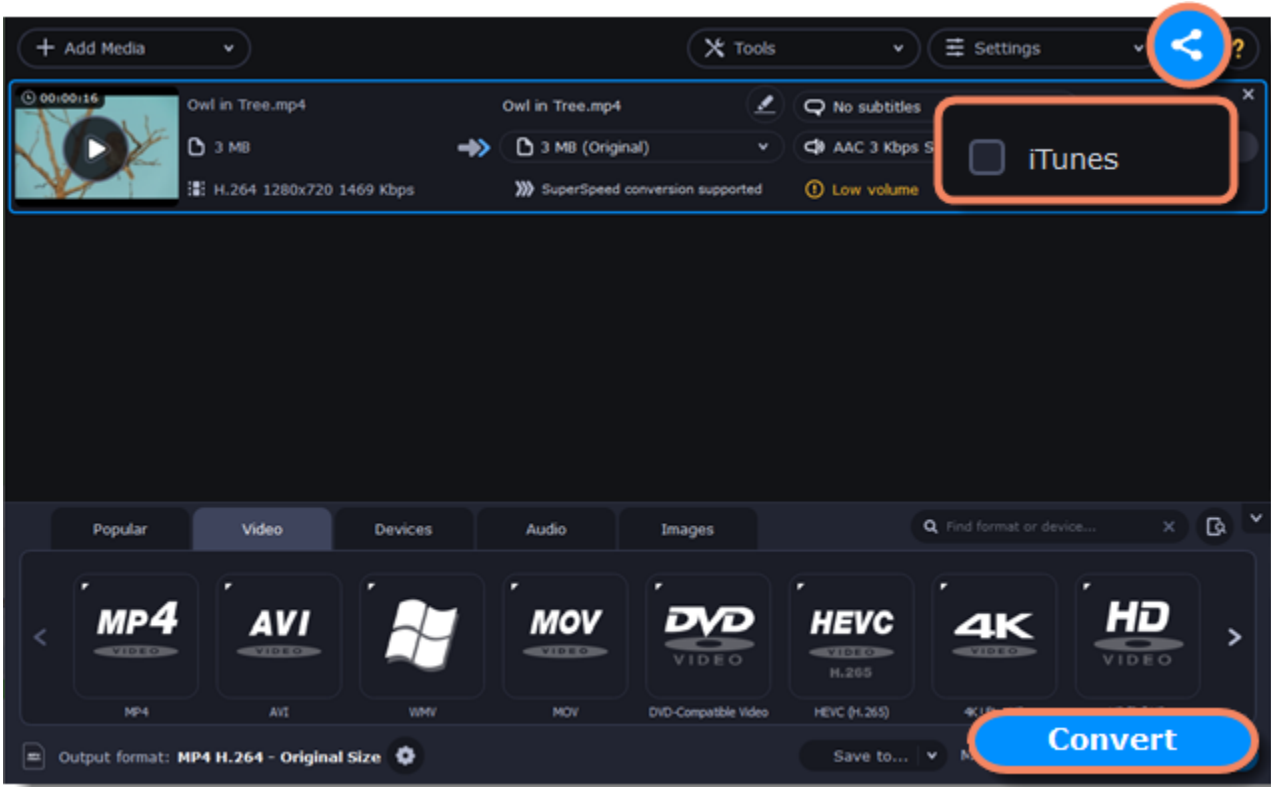 Add Media
Tools
Settings
?
00:00:16
Owl in Tree.mp4
Owl in Tree.mp4
No subtitles
3 MB
3 MB (Original)
AAC 3 Kbps S
iTunes
H.264 1280x720 1469 Kbps
SuperSpeed conversion supported
Low volume
Popular
Video
Devices
Audio
Images
Find format or device...
MP4
VIDEO
AVI
VIDEO
MOV
VIDEO
DVD
VIDEO
HEVC
VIDEO
H.265
4K
VIDEO
HD
VIDEO
MP4
AVI
WMV
MOV
DVD-Compatible Video
HEVC (H.265)
Output format: MP4 H.264 - Original Size
Save to...
Convert